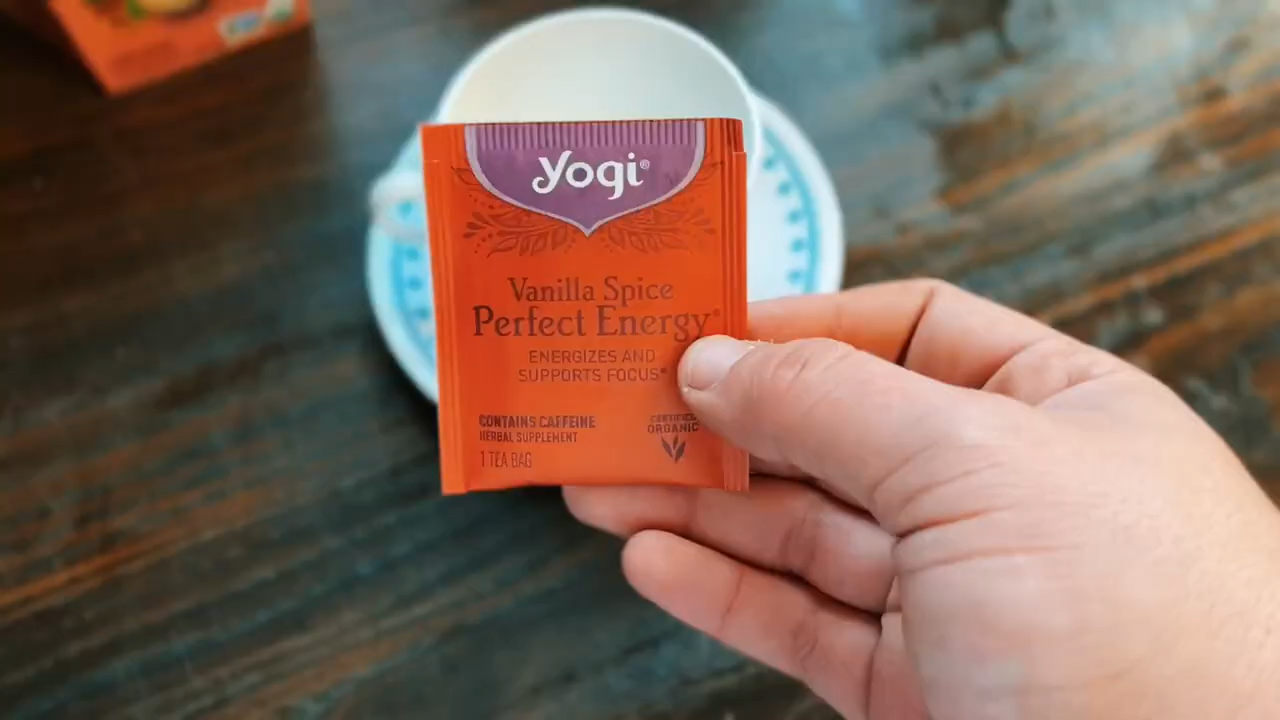 yogi®
Vanilla Spice
Perfect Energy®
ENERGIZES AND
SUPPORTS FOCUS*
CONTAINS CAFFEINE
HERBAL SUPPLEMENT
1 TEA BAG
CERTIFIED
ORGANIC